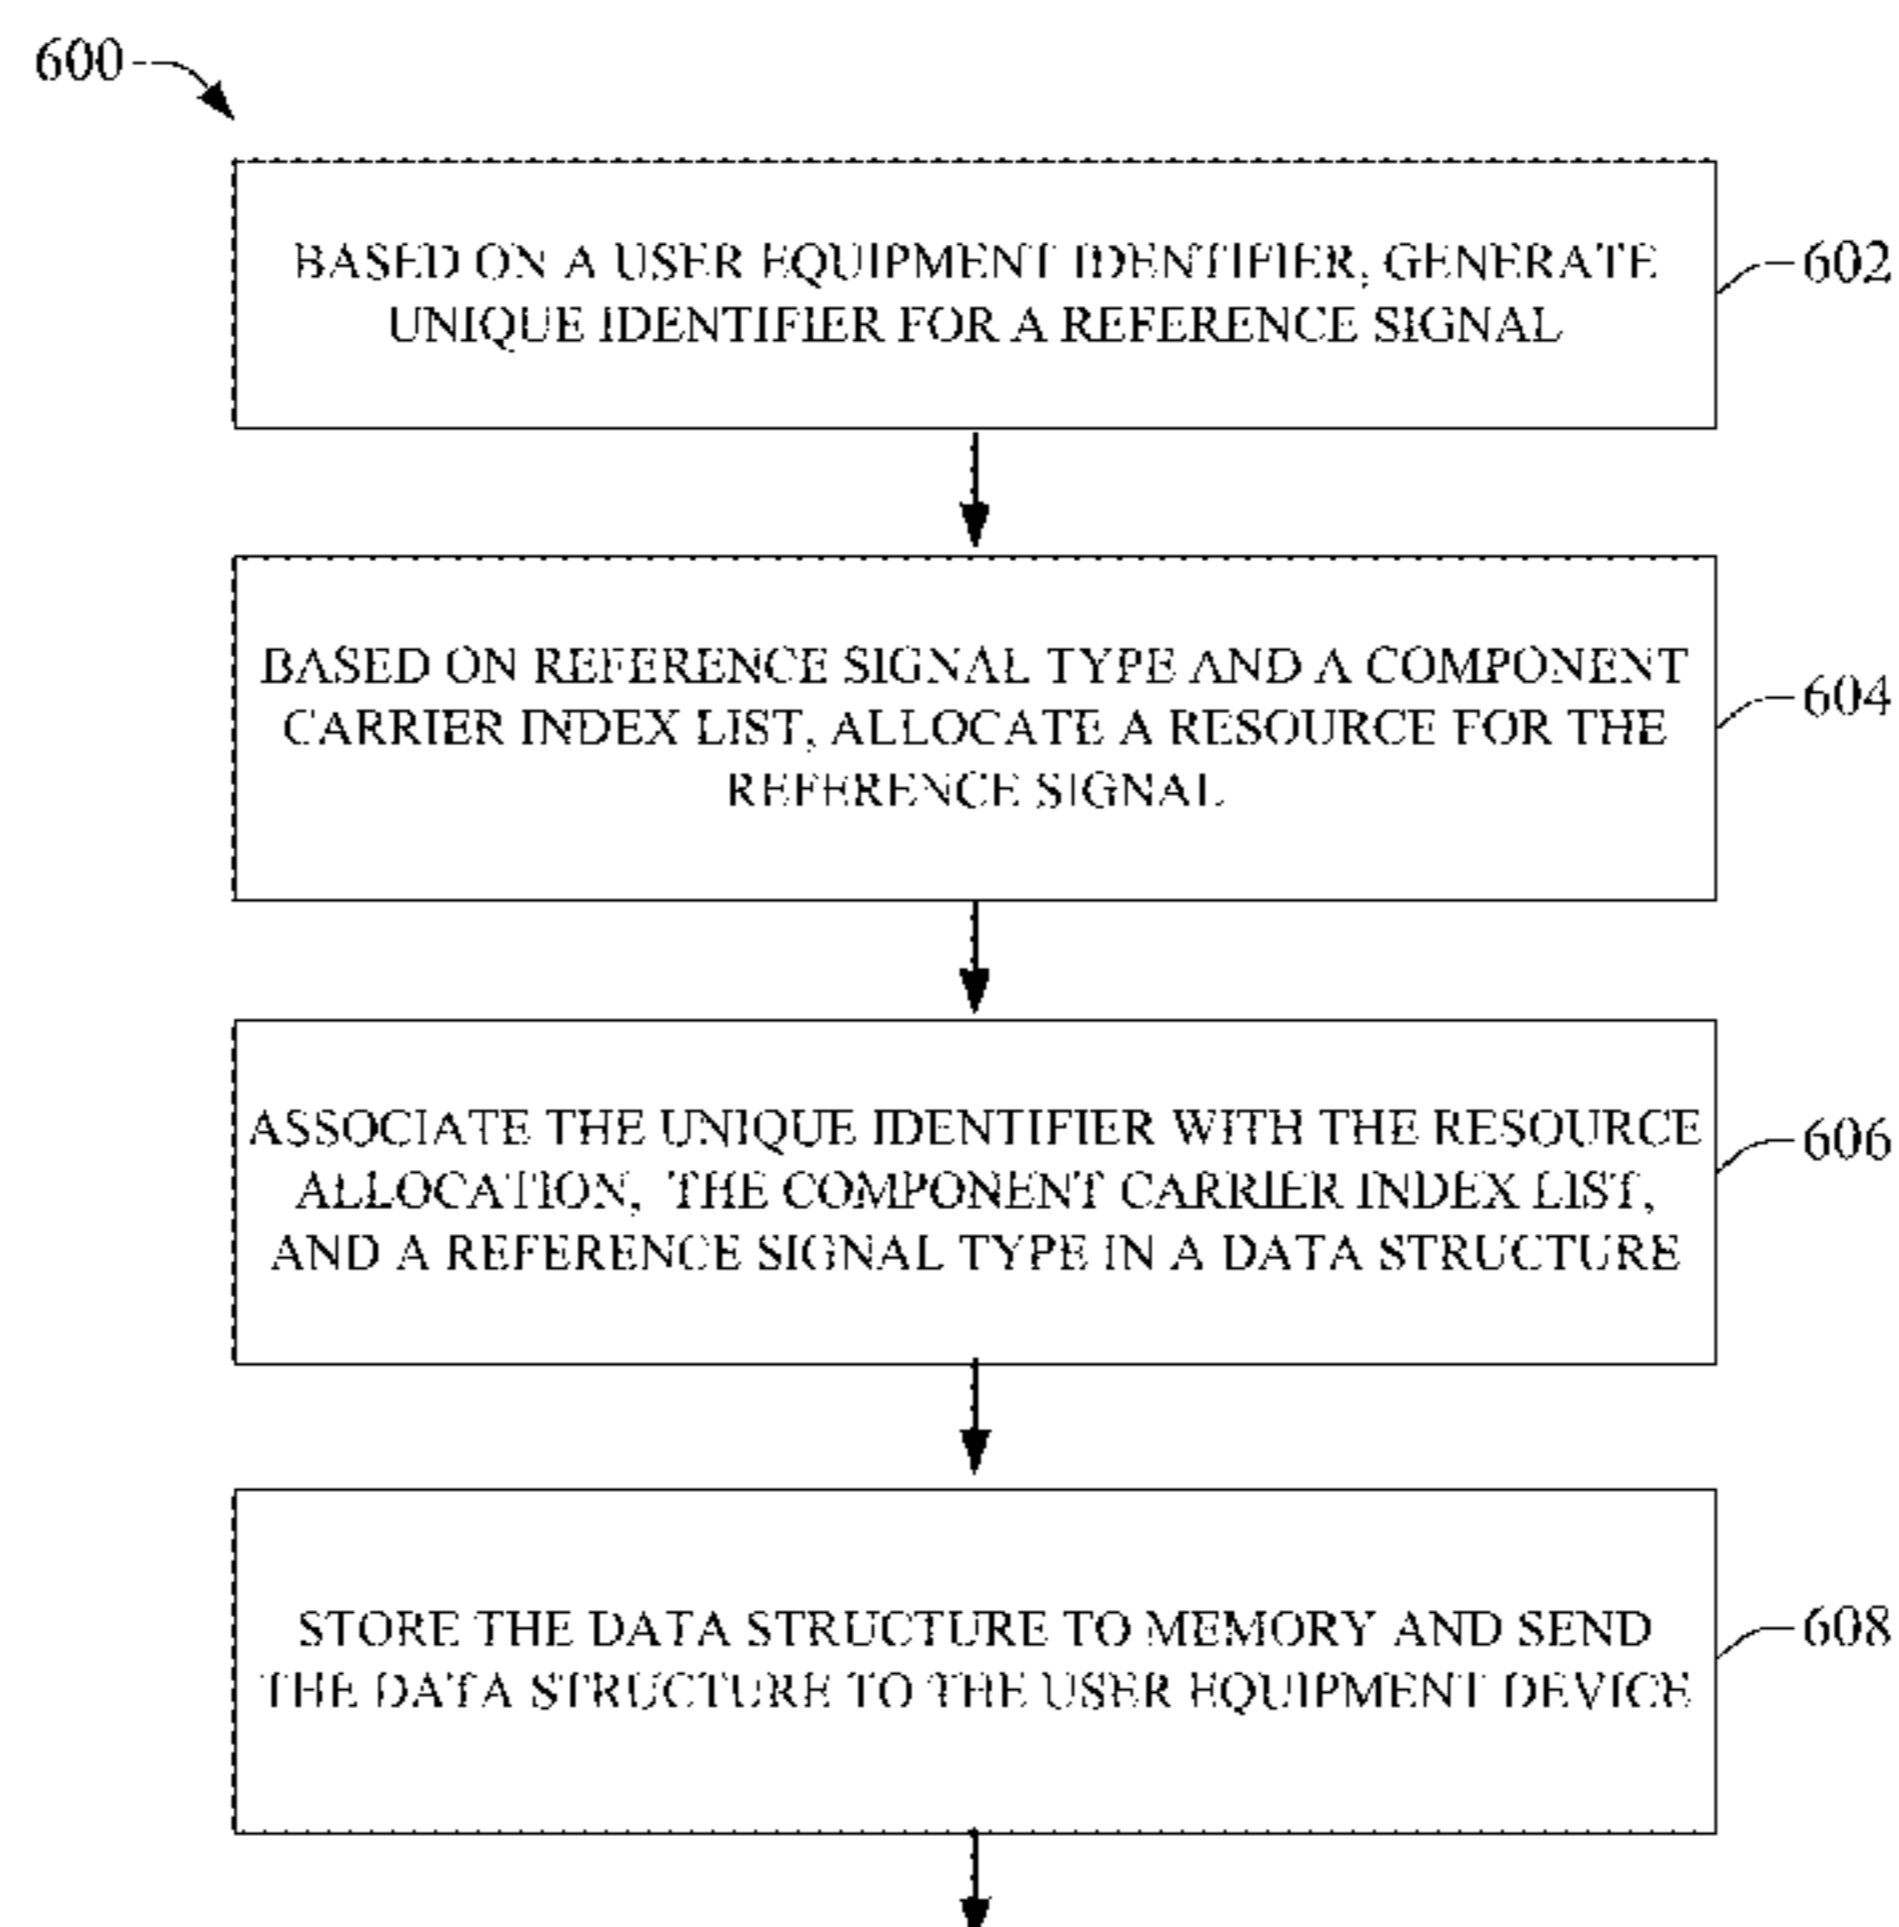 600
BASED ON A USER EQUIPMENT IDENTIFIER, GENERATE
UNIQUE IDENTIFIER FOR A REFERENCE SIGNAL
602
BASED ON REFERENCE SIGNAL TYPE AND A COMPONENT
CARRIER INDEX LIST, ALLOCATE A RESOURCE FOR THE
REFERENCE SIGNAL
604
ASSOCIATE THE UNIQUE IDENTIFIER WITH THE RESOURCE
ALLOCATION, THE COMPONENT CARRIER INDEX LIST,
AND A REFERENCE SIGNAL TYPE IN A DATA STRUCTURE
606
STORE THE DATA STRUCTURE TO MEMORY AND SEND
THE DATA STRUCTURE TO THE USER EQUIPMENT DEVICE
608